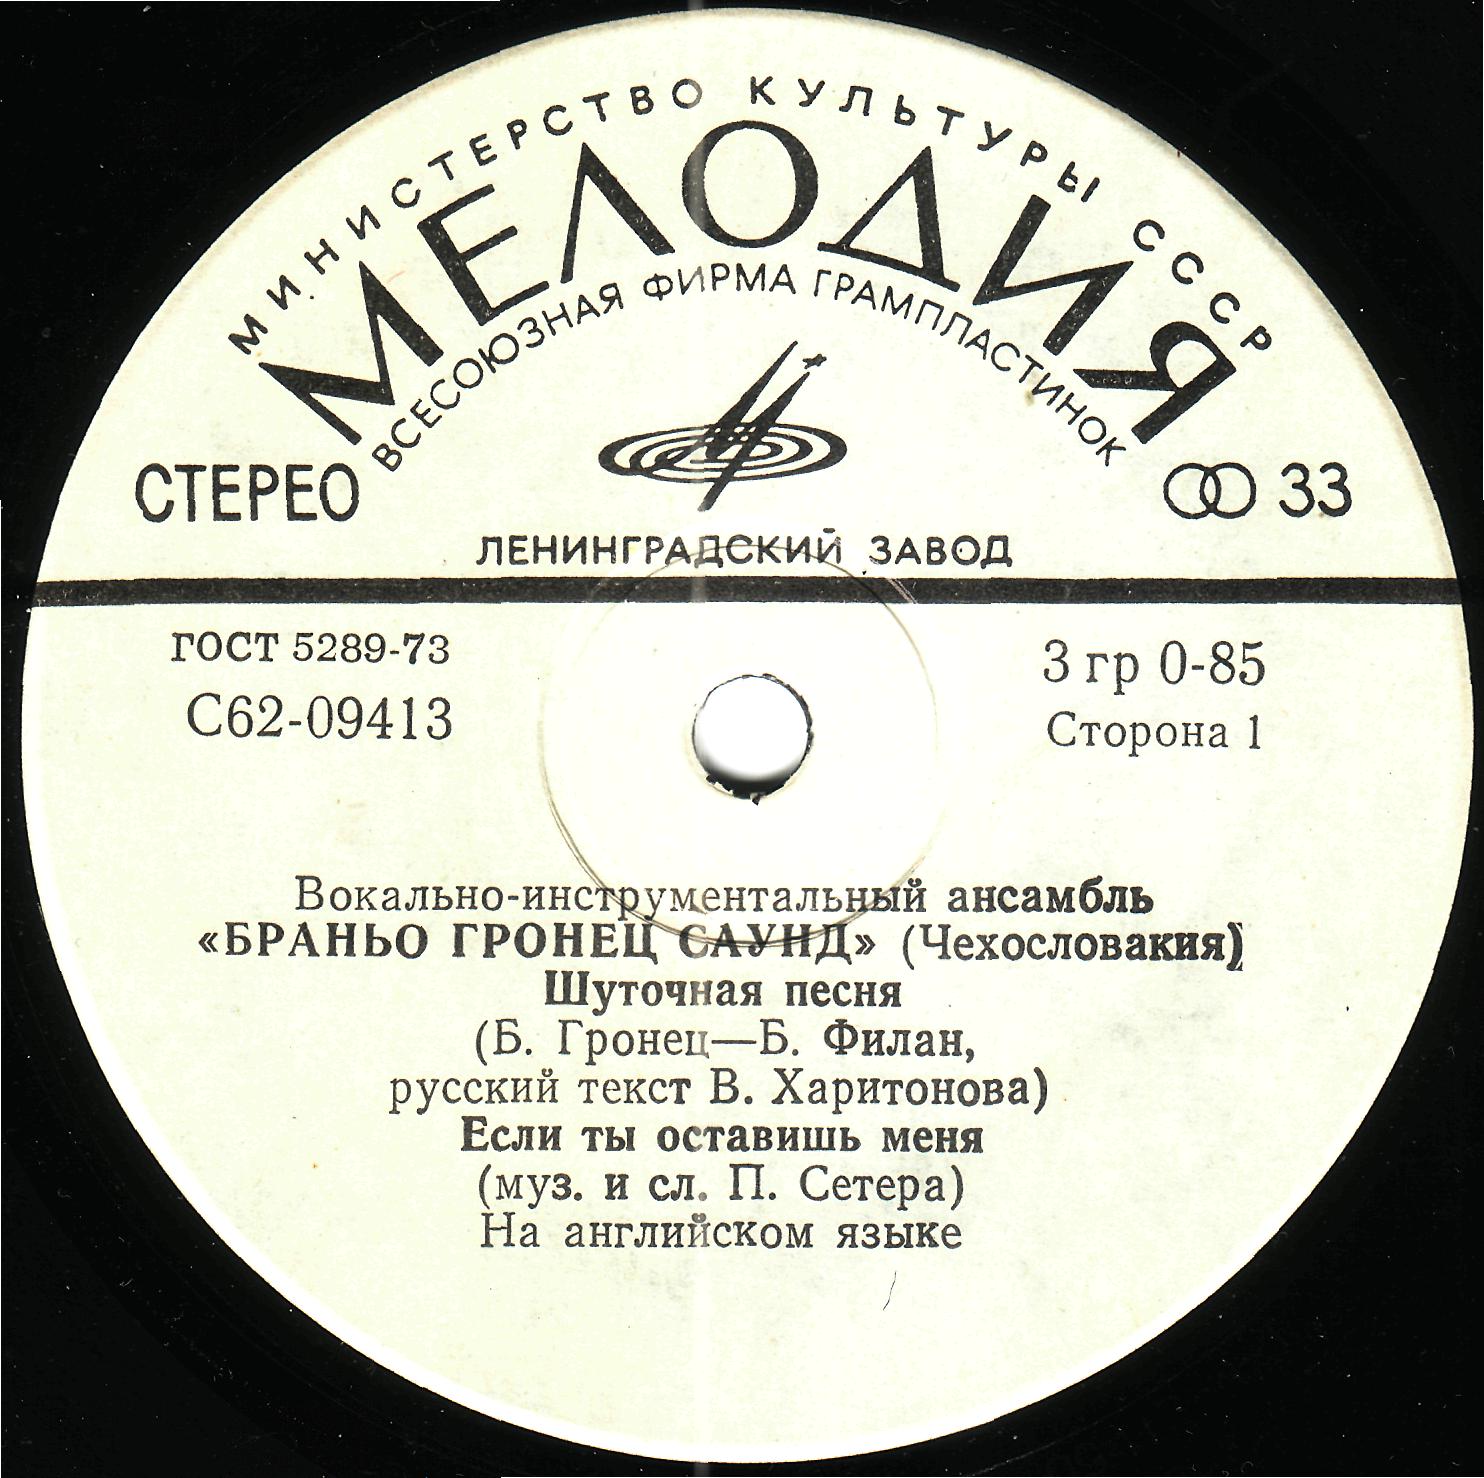 МИНИСТЕРСТВО КУЛЬТУРЫ СССР
МЕЛОДИЯ
ВСЕСОЮЗНАЯ ФИРМА ГРАМПЛАСТИНОК
СТЕРЕО
33
ЛЕНИНГРАДСКИЙ ЗАВОД
ГОСТ 5289-73
3 гр 0-85
С62-09413
Сторона 1
Вокально-инструментальный ансамбль
«БРАНЬО ГРОНЕЦ САУНД» (Чехословакия)
Шуточная песня
(Б. Гронец—Б. Филан,
русский текст В. Харитонова)
Если ты оставишь меня
(муз. и сл. П. Сетера)
На английском языке